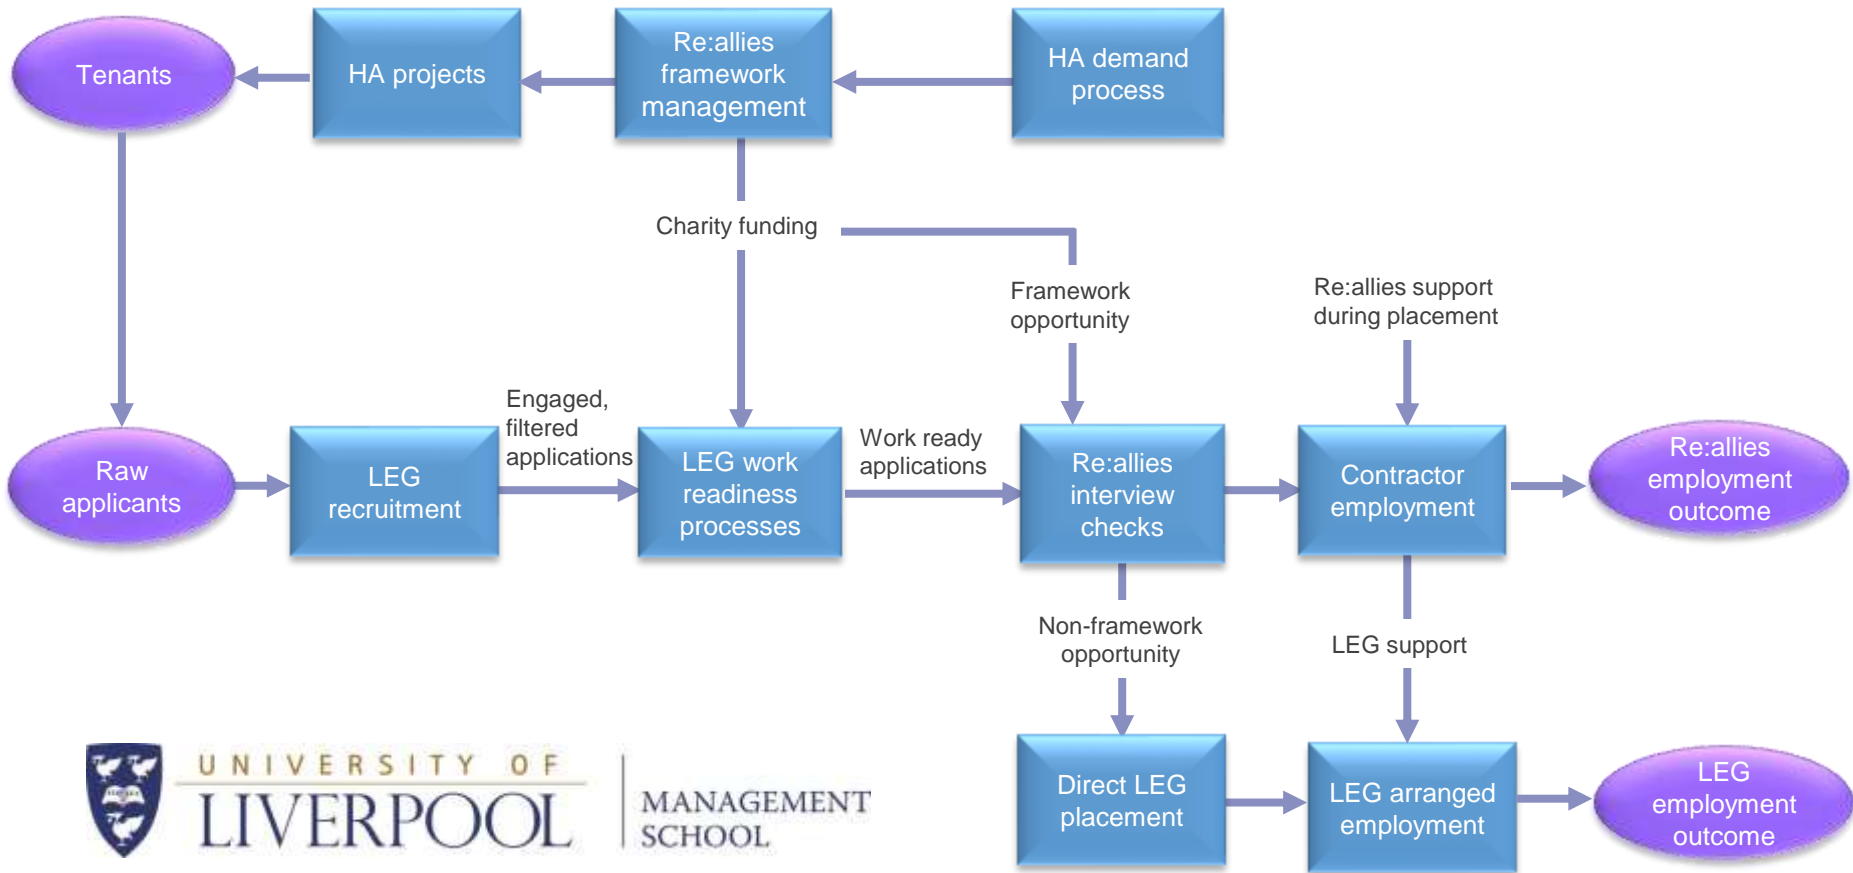 Tenants
HA projects
Re:allies
framework
management
HA demand
process
Charity funding
Framework
opportunity
Re:allies support
during placement
Engaged,
filtered
applications
Work ready
applications
Raw
applicants
LEG
recruitment
LEG work
readiness
processes
Re:allies
interview
checks
Contractor
employment
Re:allies
employment
outcome
Non-framework
opportunity
LEG support
Direct LEG
placement
LEG arranged
employment
LEG
employment
outcome
UNIVERSITY OF
LIVERPOOL
MANAGEMENT
SCHOOL